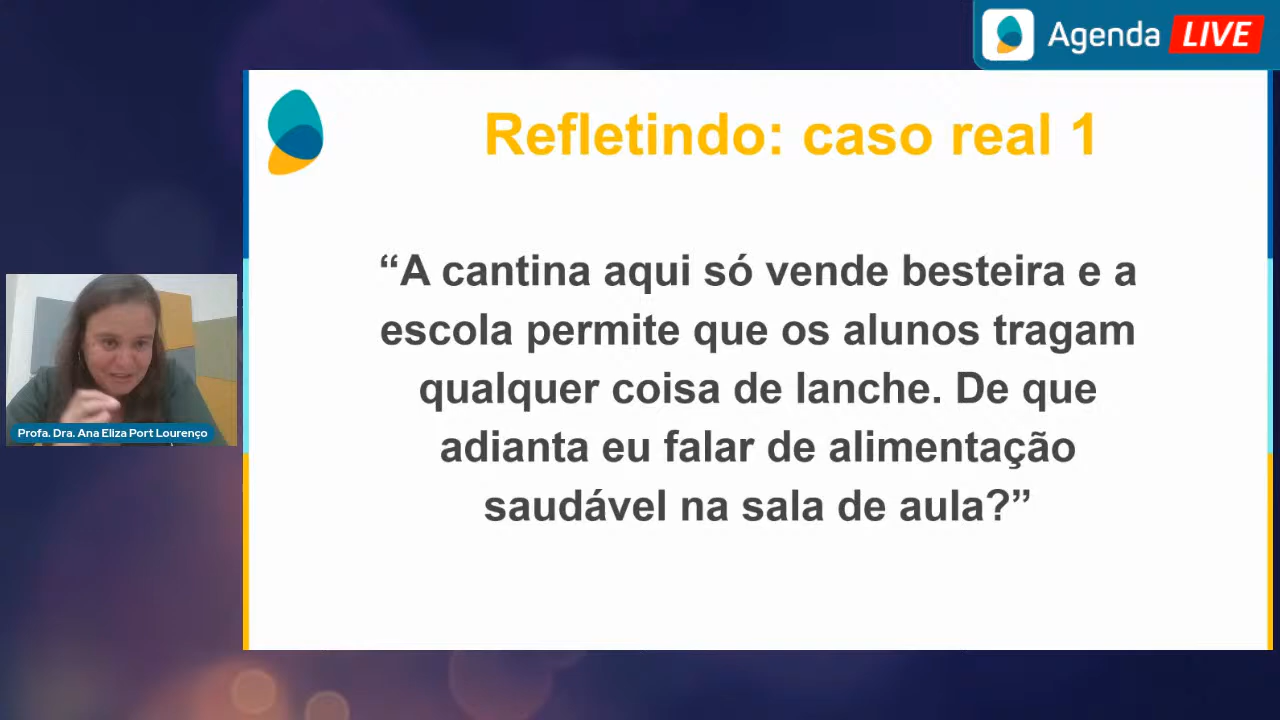 Agenda LIVE
Refletindo: caso real 1
“A cantina aqui só vende besteira e a
escola permite que os alunos tragam
qualquer coisa de lanche. De que
adianta eu falar de alimentação
saudável na sala de aula?”
Profa. Dra. Ana Eliza Port Lourenço